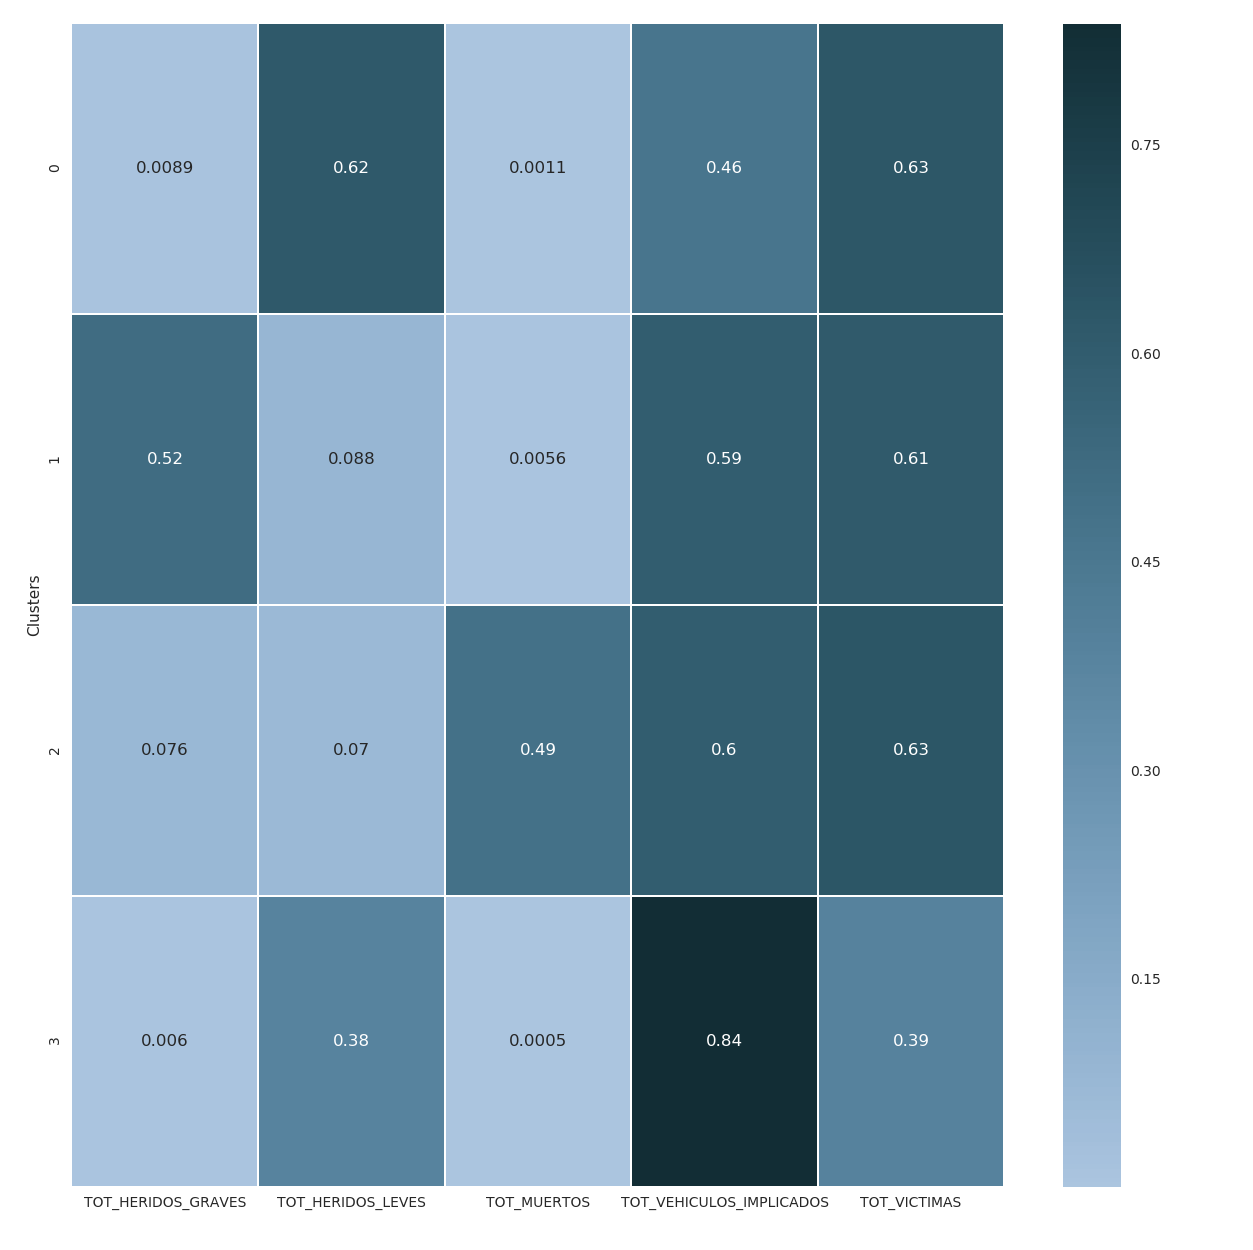 0.0089 0.62 0.0011 0.46 0.63
0
0.52 0.088 0.0056 0.59 0.61
1
Clusters
0.076 0.07 0.49 0.6 0.63
2
0.006 0.38 0.0005 0.84 0.39
3
TOT_HERIDOS_GRAVES TOT_HERIDOS_LEVES TOT_MUERTOS TOT_VEHICULOS_IMPLICADOS TOT_VICTIMAS
0.75
0.60
0.45
0.30
0.15